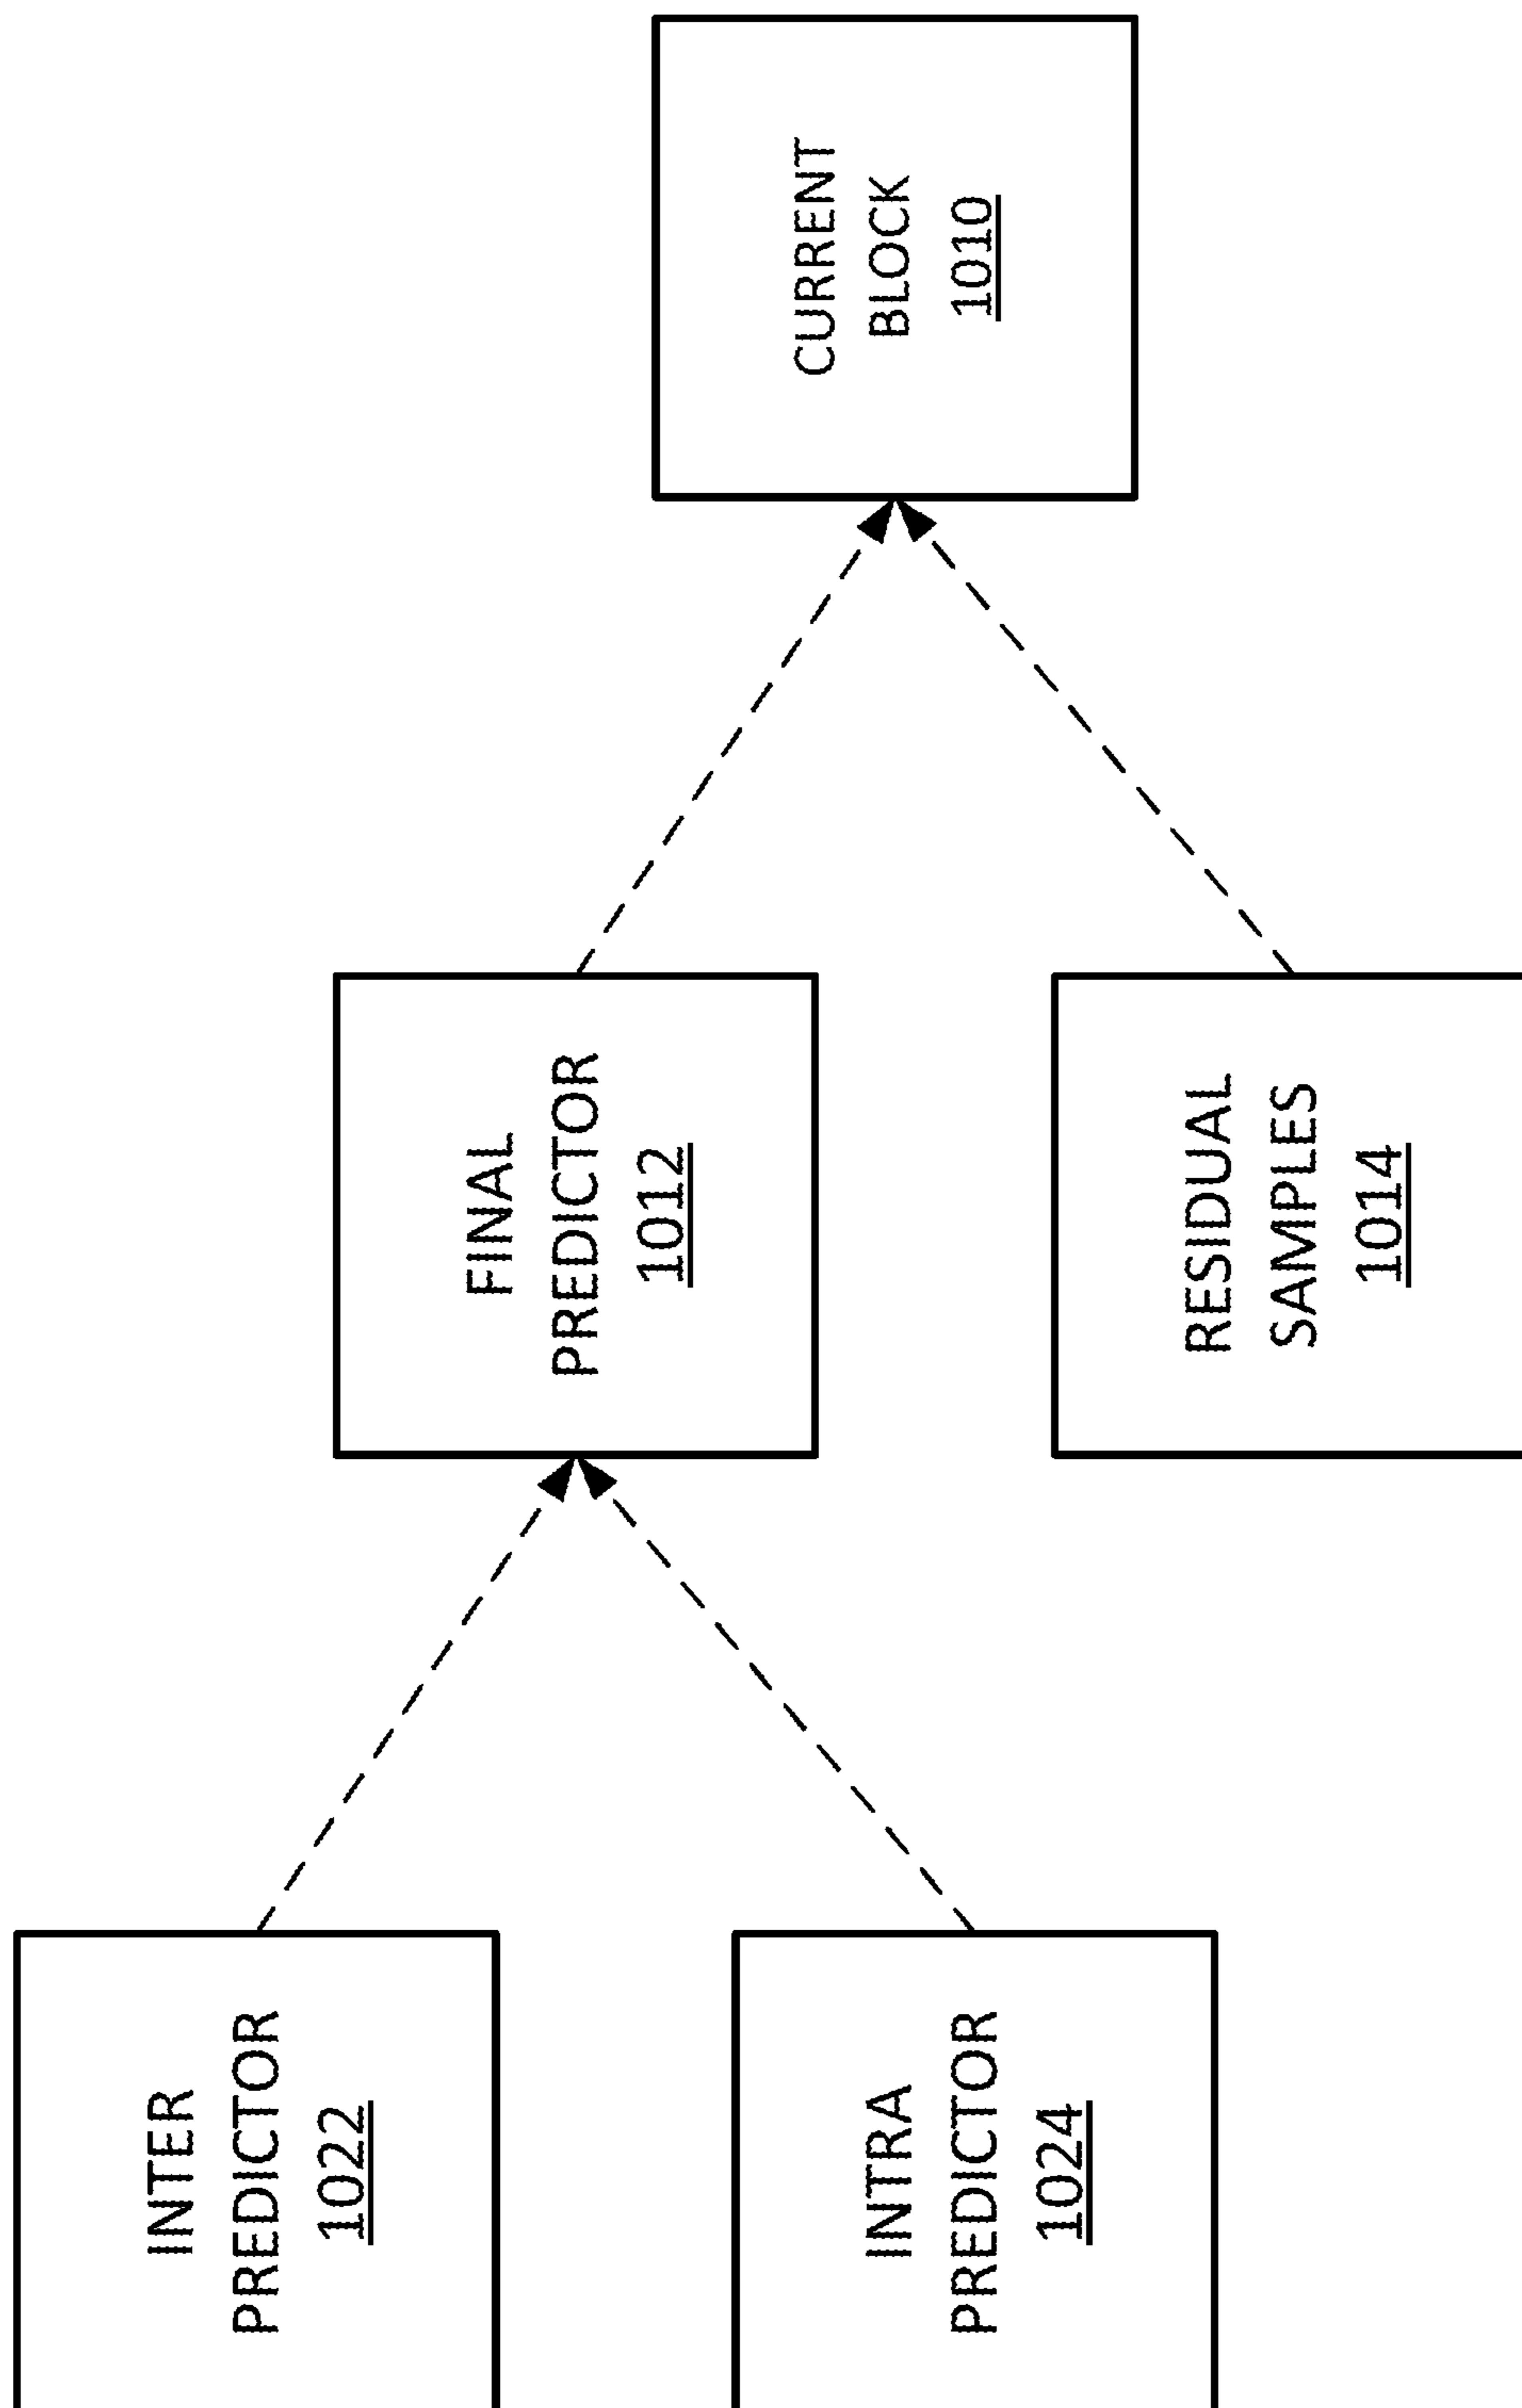 INTER
PREDICTOR
1022
INTRA
PREDICTOR
1024
FINAL
PREDICTOR
1012
RESIDUAL
SAMPLES
1014
CURRENT
BLOCK
1010